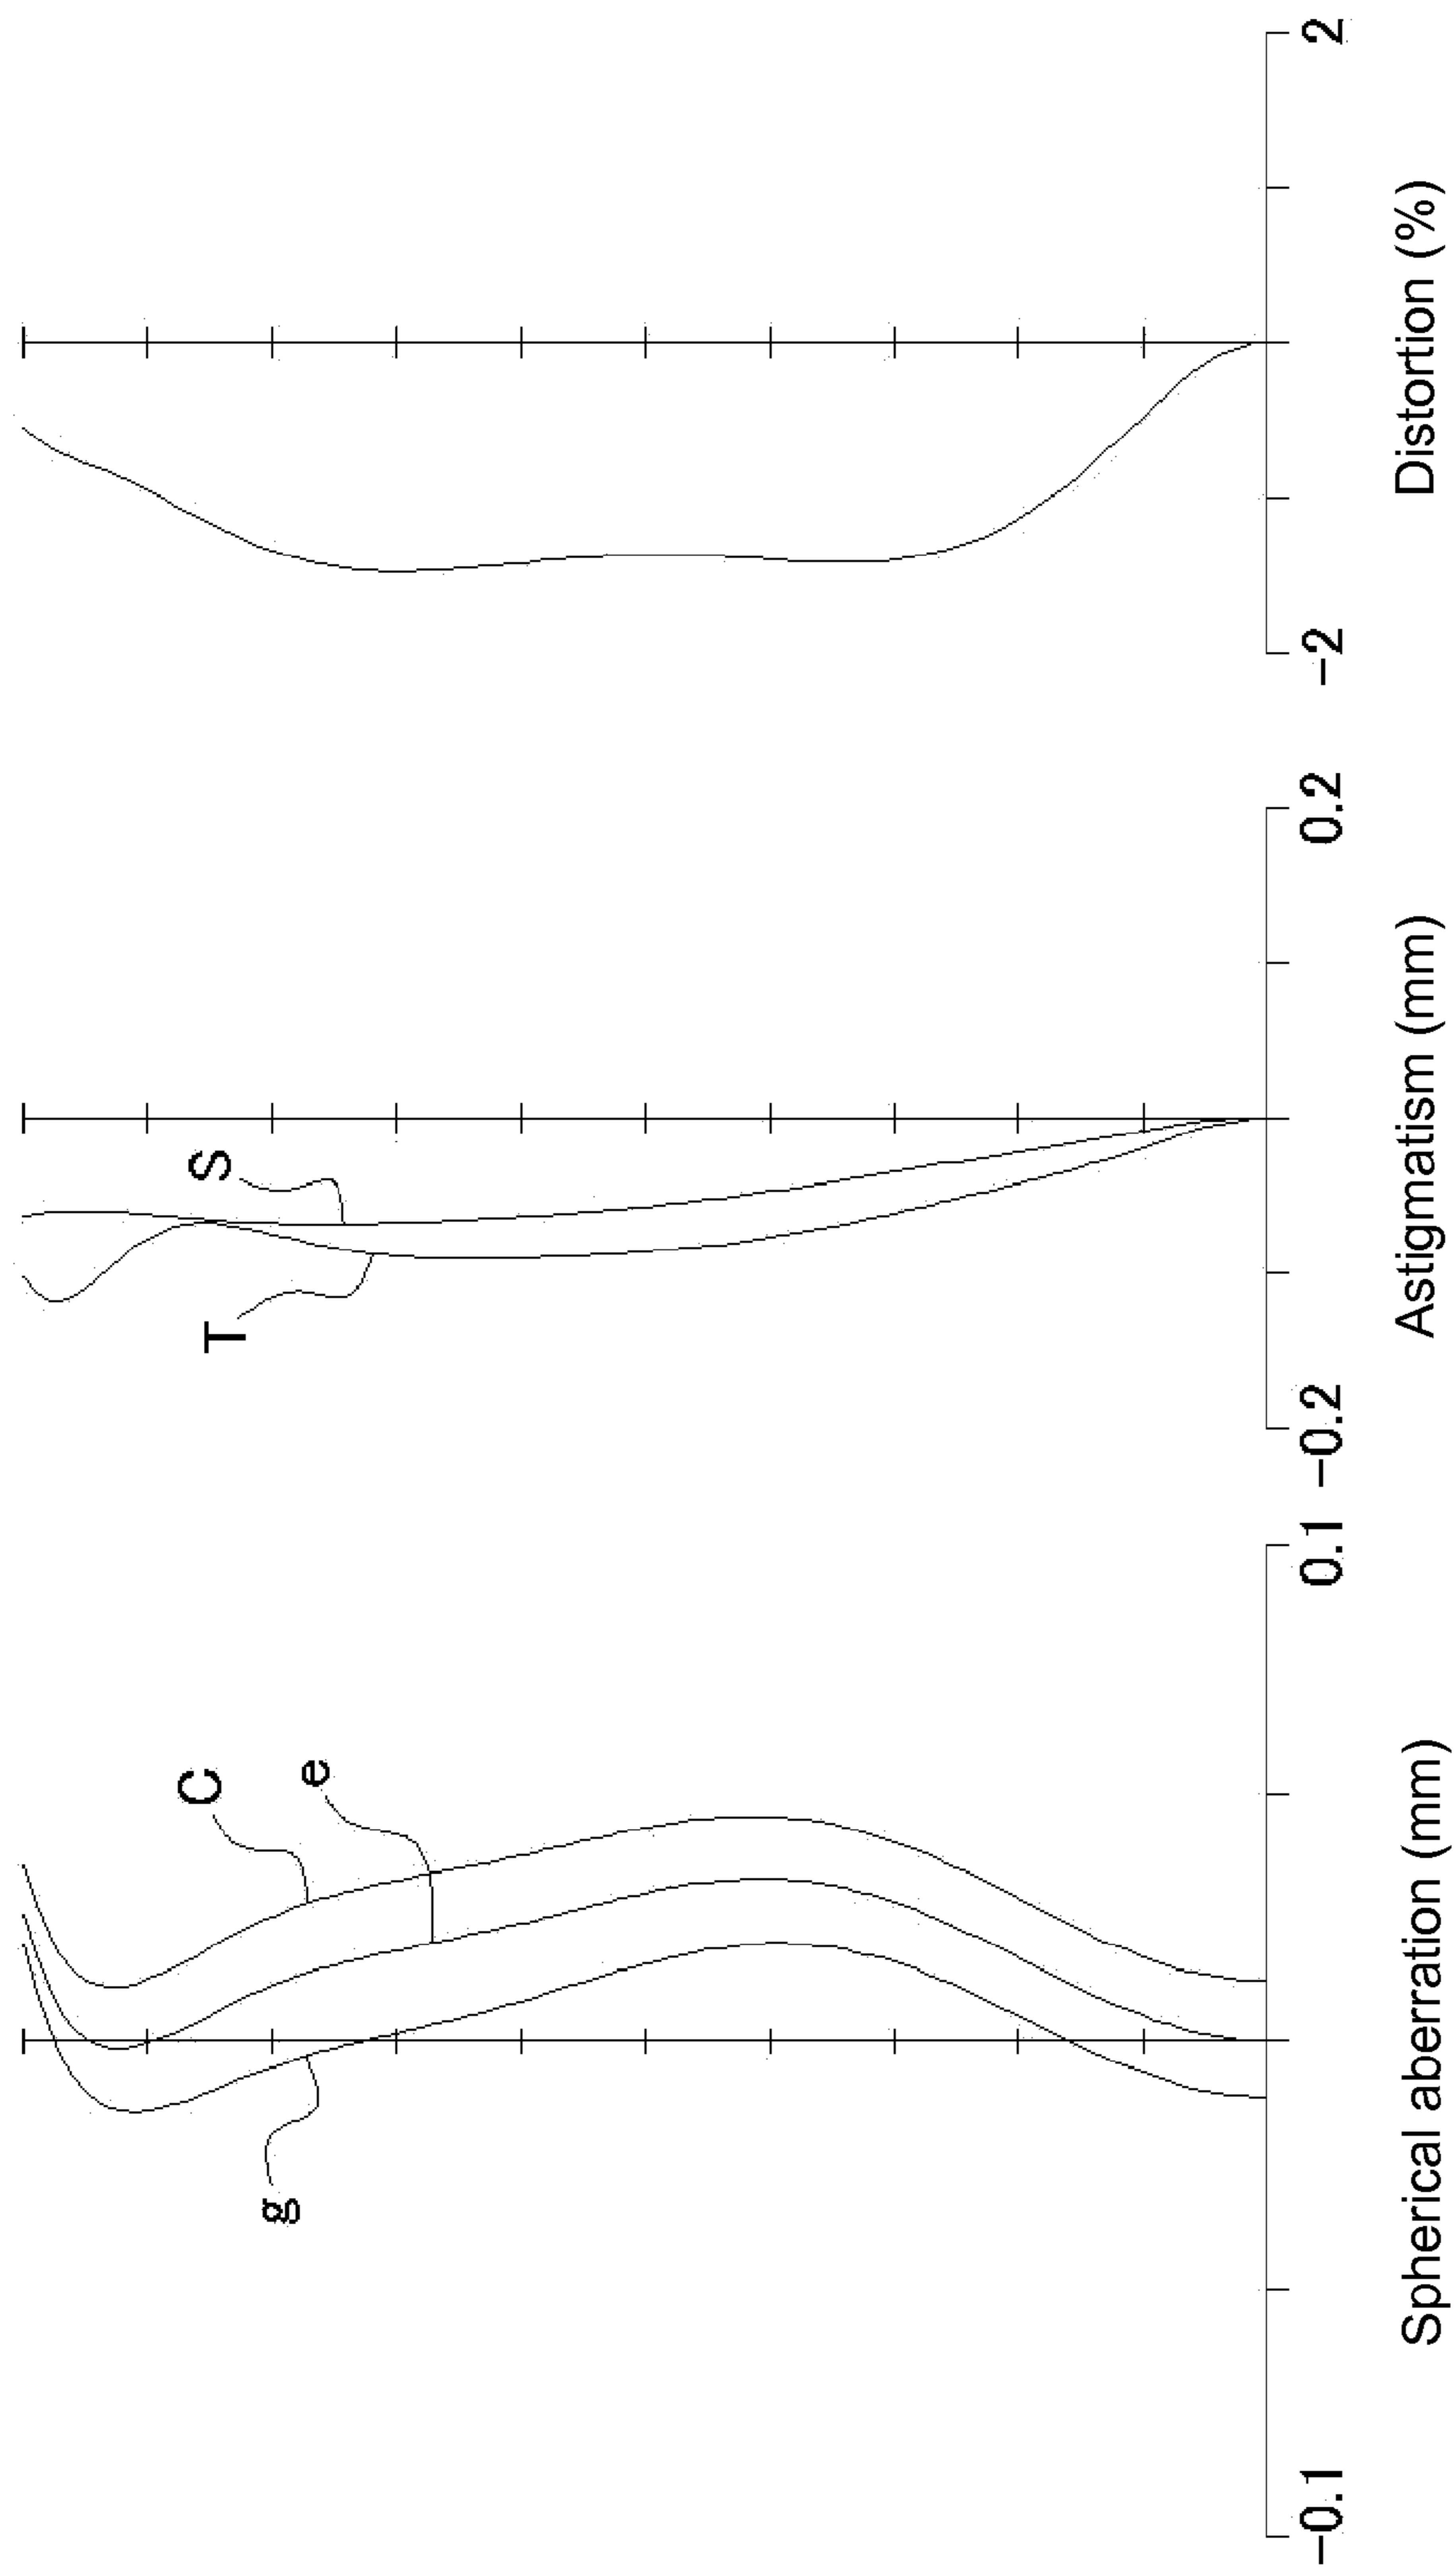 C
e
g
−0.1
0.1
Spherical aberration (mm)
S
T
−0.2
0.2
Astigmatism (mm)
−2
2
Distortion (%)